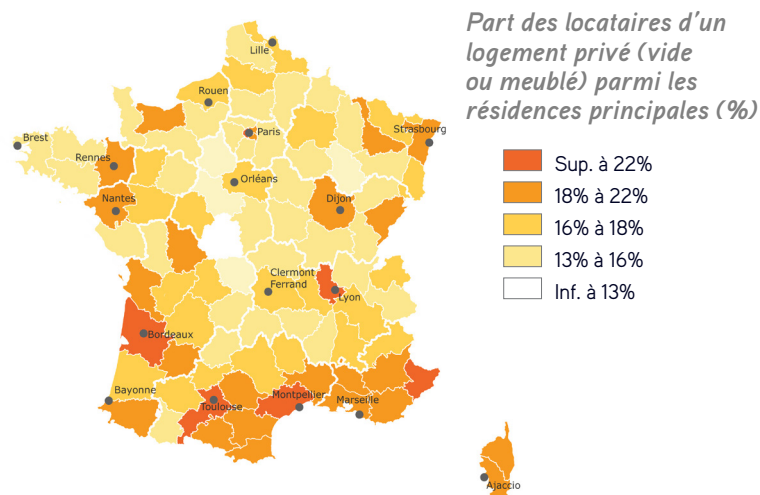 Part des locataires d'un
logement privé (vide
ou meublé) parmi les
résidences principales (%)
Sup. à 22%
18% à 22%
16% à 18%
13% à 16%
Inf. à 13%
Lille
Rouen
Paris
Strasbourg
Brest
Rennes
Orléans
Nantes
Dijon
Clermont
Ferrand
Lyon
Bordeaux
Bayonne
Toulouse
Montpellier
Marseille
Ajaccio